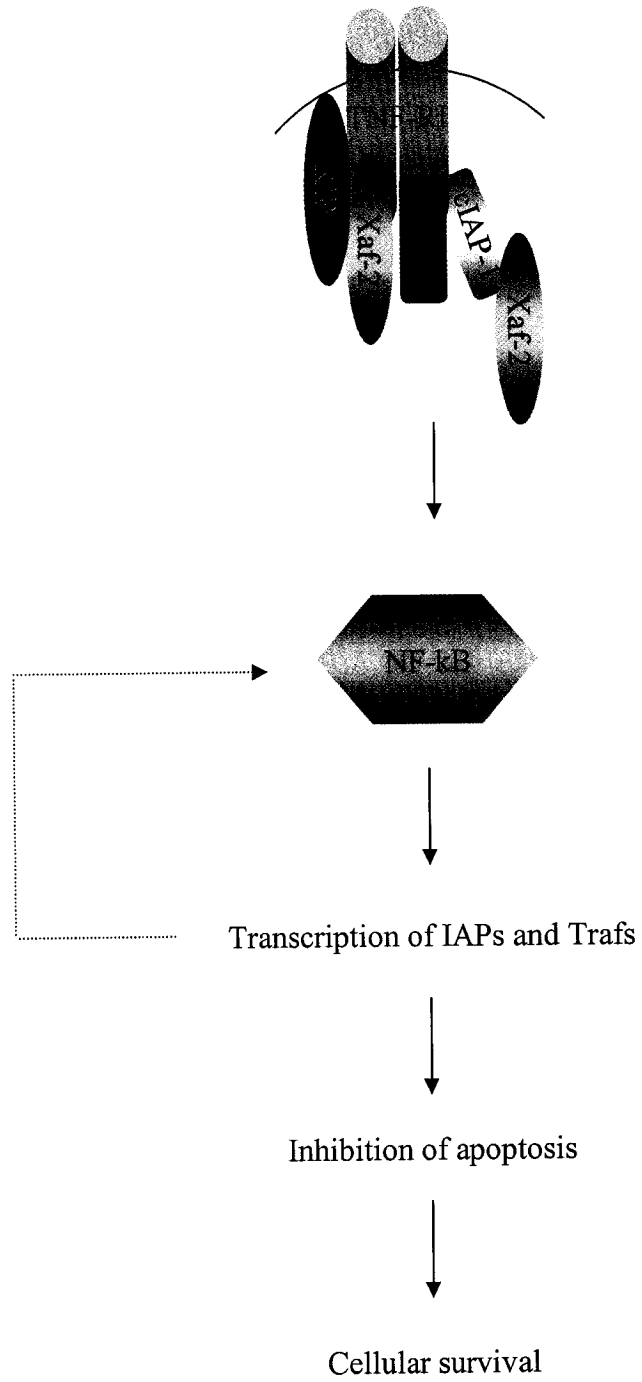 TNF-R1
Xaf-2
cIAP-1
Xaf-2
NF-kB
Transcription of IAPs and Trafs
Inhibition of apoptosis
Cellular survival